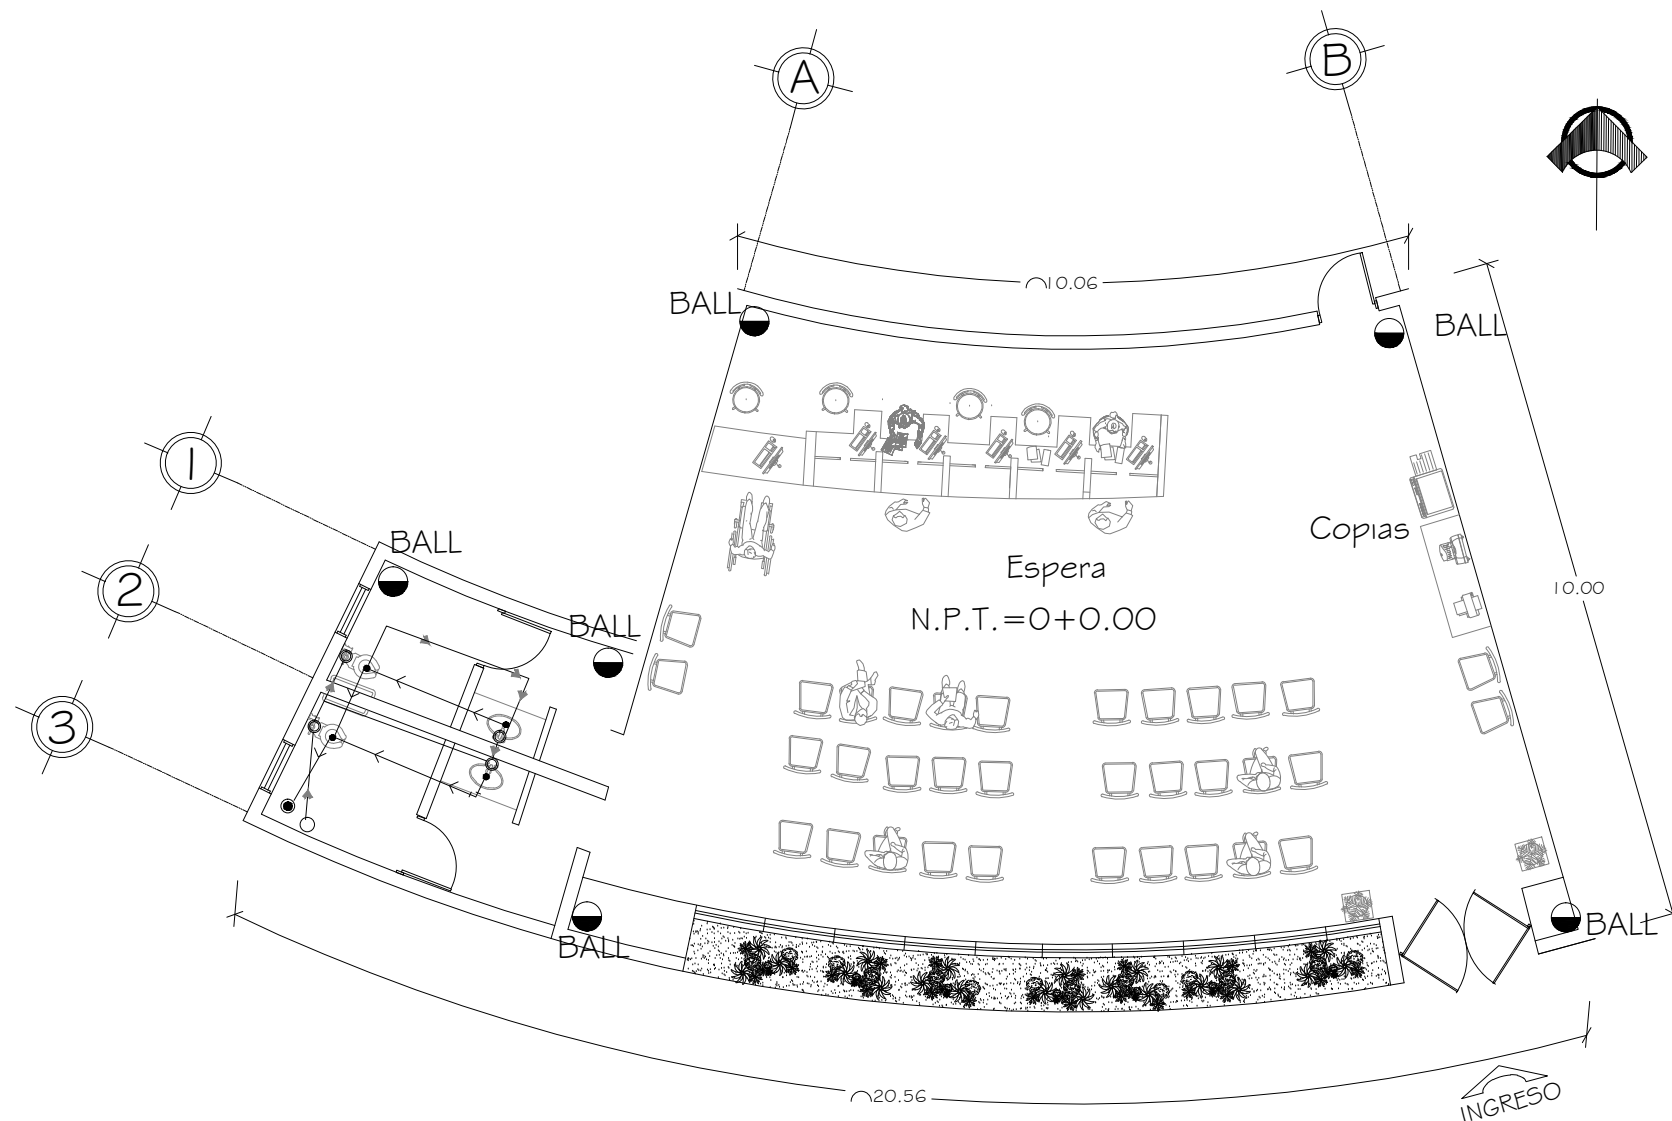 A
B
⌒10.06
BALL
BALL
1
BALL
Copias
Espera
2
10.00
N.P.T.=0+0.00
BALL
3
BALL
BALL
⌒20.56
INGRESO